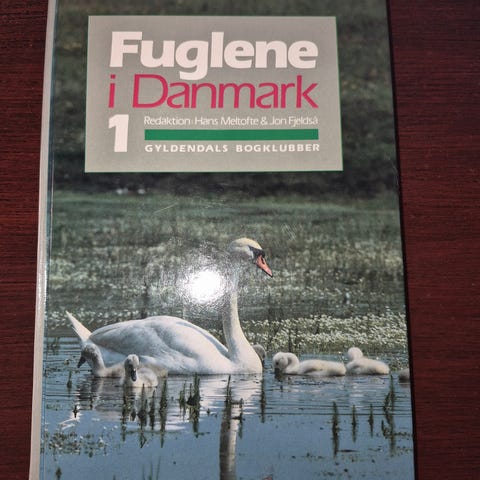 Fuglene
i Danmark
1
Redaktion: Hans Meltofte & Jon Fjeldså
GYLDENDALS BOGKLUBBER